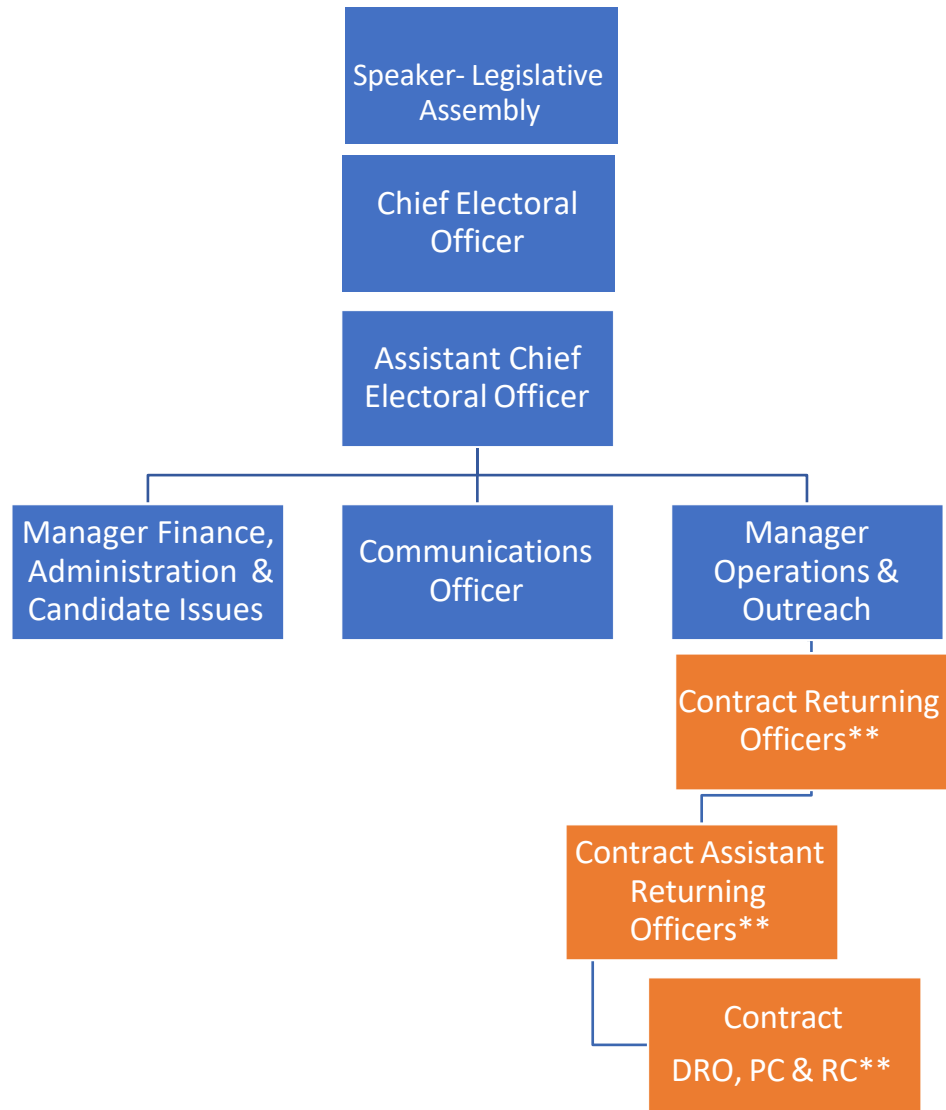 Speaker- Legislative
Assembly
Chief Electoral
Officer
Assistant Chief
Electoral Officer
Manager Finance,
Administration &
Candidate Issues
Communications
Officer
Manager
Operations &
Outreach
Contract Returning
Officers**
Contract Assistant
Returning
Officers**
Contract
DRO, PC & RC**